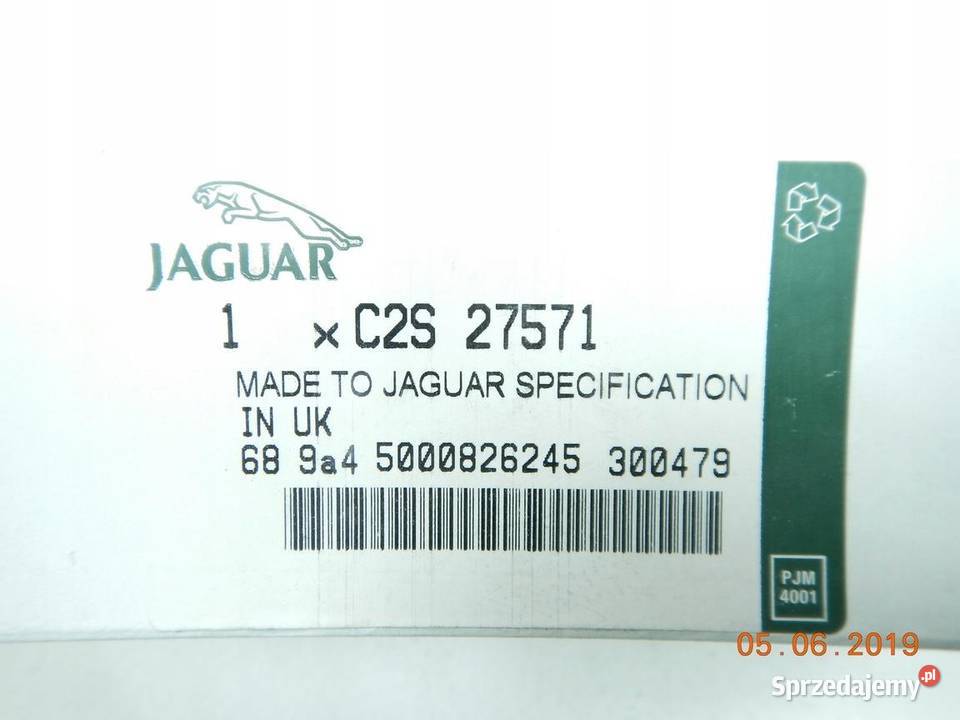 JAGUAR
1 x C2S 27571
MADE TO JAGUAR SPECIFICATION
IN UK
68 9a4 5000826245 300479
PJM
4001
05.06.2019
Sprzedajemy.pl